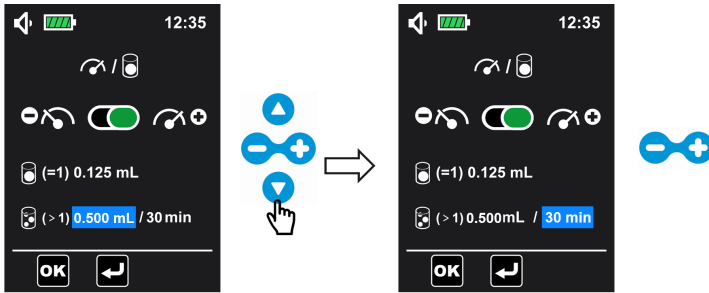 12:35
/
(=1) 0.125 mL
(>1) 0.500 mL / 30 min
OK
12:35
/
(=1) 0.125 mL
(>1) 0.500mL / 30 min
OK